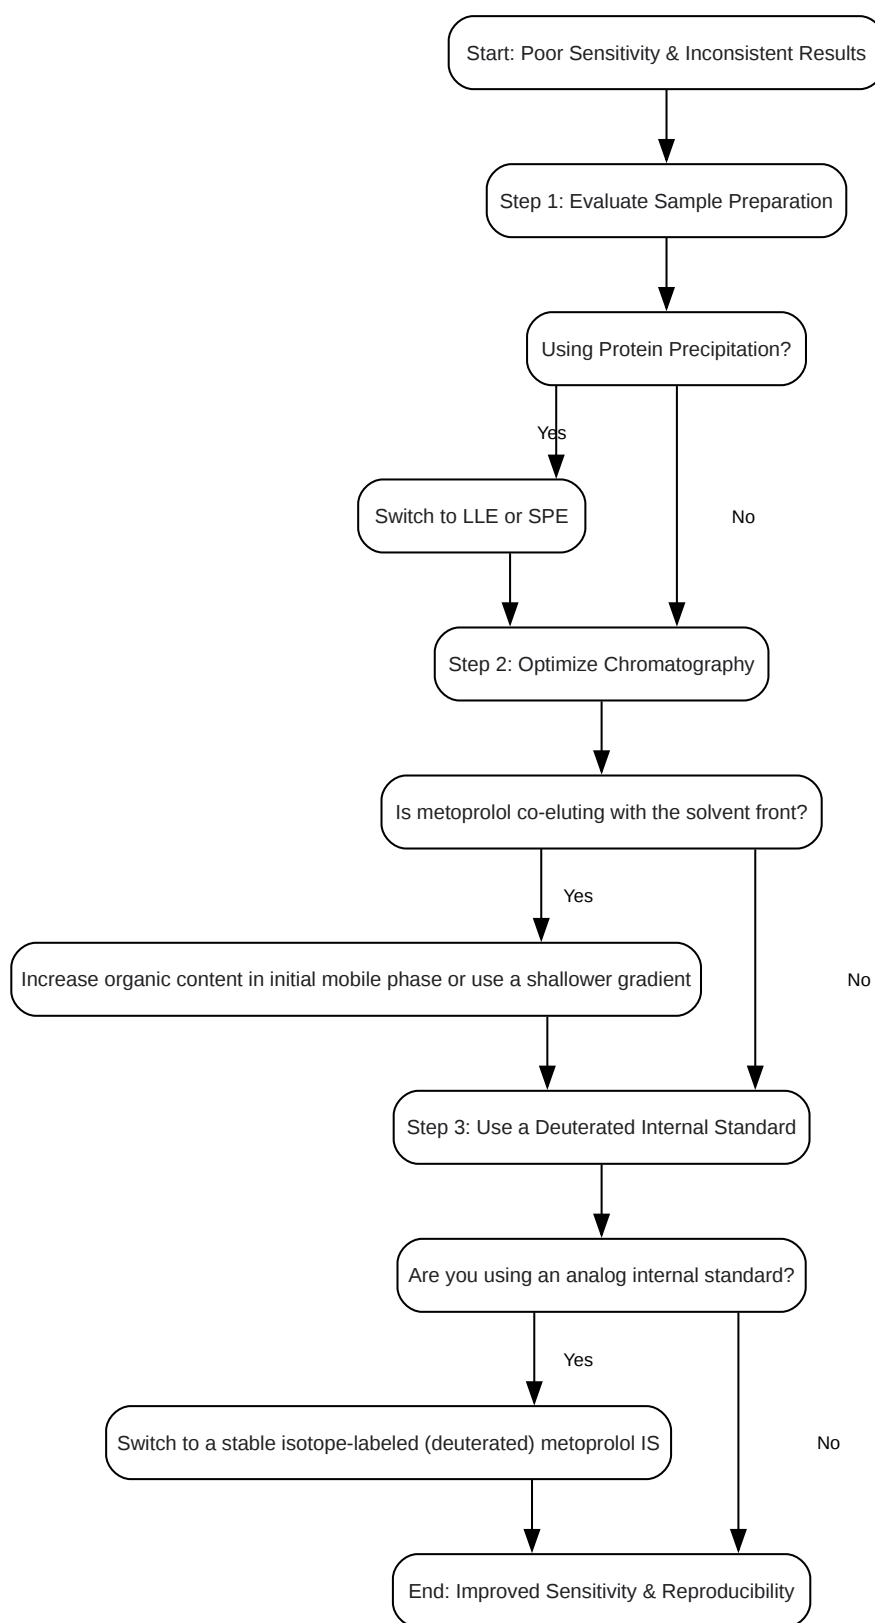 Start: Poor Sensitivity & Inconsistent Results
Step 1: Evaluate Sample Preparation
Using Protein Precipitation?
Yes
Switch to LLE or SPE
No
Step 2: Optimize Chromatography
Is metoprolol co-eluting with the solvent front?
Yes
Increase organic content in initial mobile phase or use a shallower gradient
No
Step 3: Use a Deuterated Internal Standard
Are you using an analog internal standard?
Yes
Switch to a stable isotope-labeled (deuterated) metoprolol IS
No
End: Improved Sensitivity & Reproducibility